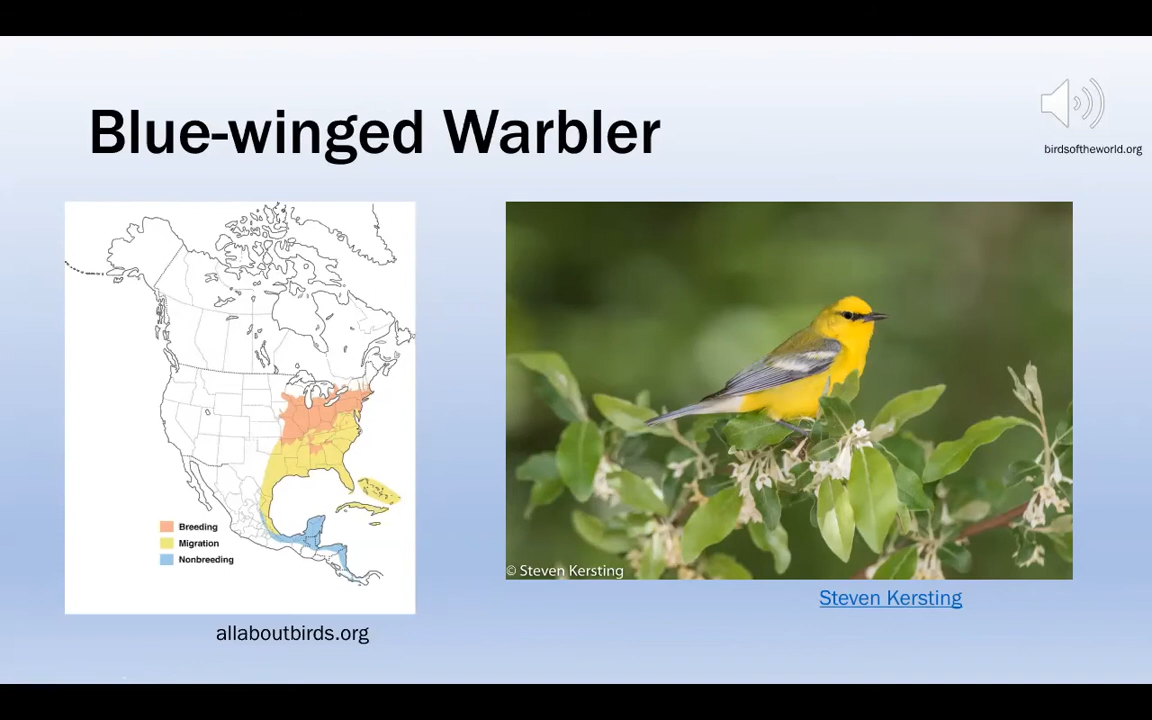 Blue-winged Warbler
birdsoftheworld.org
Breeding
Migration
Nonbreeding
allaboutbirds.org
© Steven Kersting
Steven Kersting